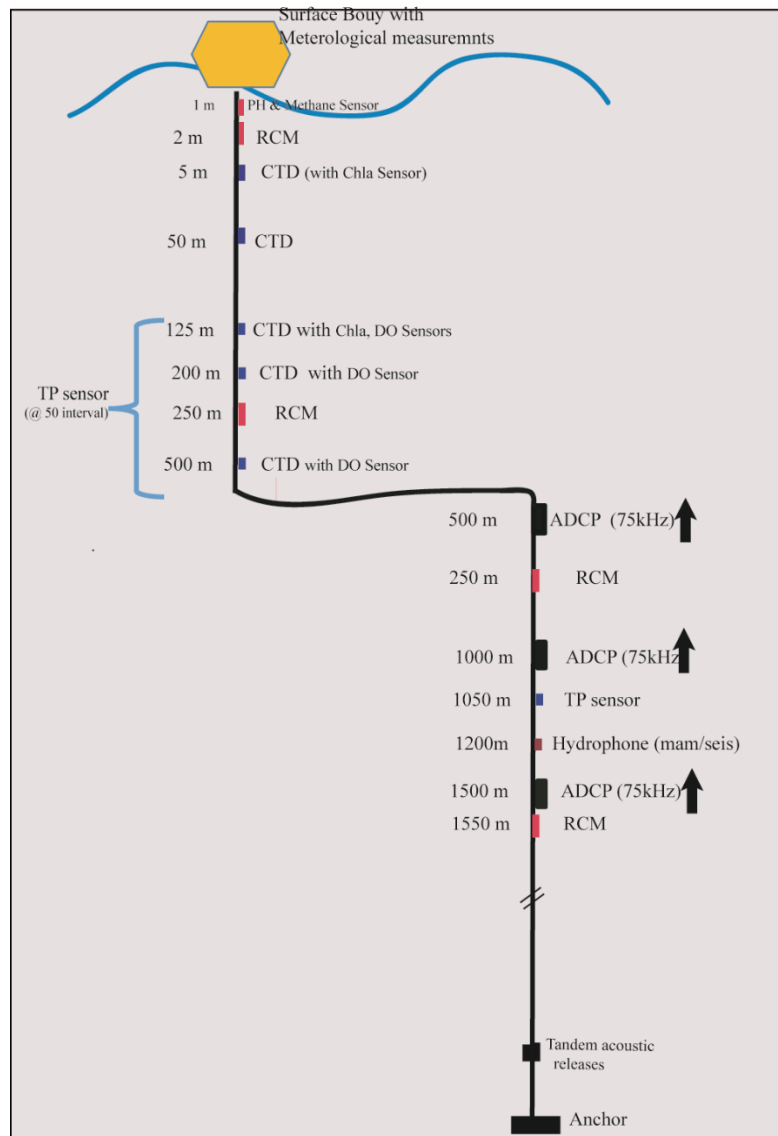 Surface Bouy with
Meterological measuremnts
1 m PH & Methane Sensor
2 m RCM
5 m CTD (with Chla Sensor)
50 m CTD
125 m CTD with Chla, DO Sensors
200 m CTD with DO Sensor
TP sensor
(@ 50 interval)
250 m RCM
500 m CTD with DO Sensor
500 m ADCP (75kHz)
250 m RCM
1000 m ADCP (75kHz
1050 m TP sensor
1200m Hydrophone (mam/seis)
1500 m ADCP (75kHz)
1550 m RCM
Tandem acoustic
releases
Anchor